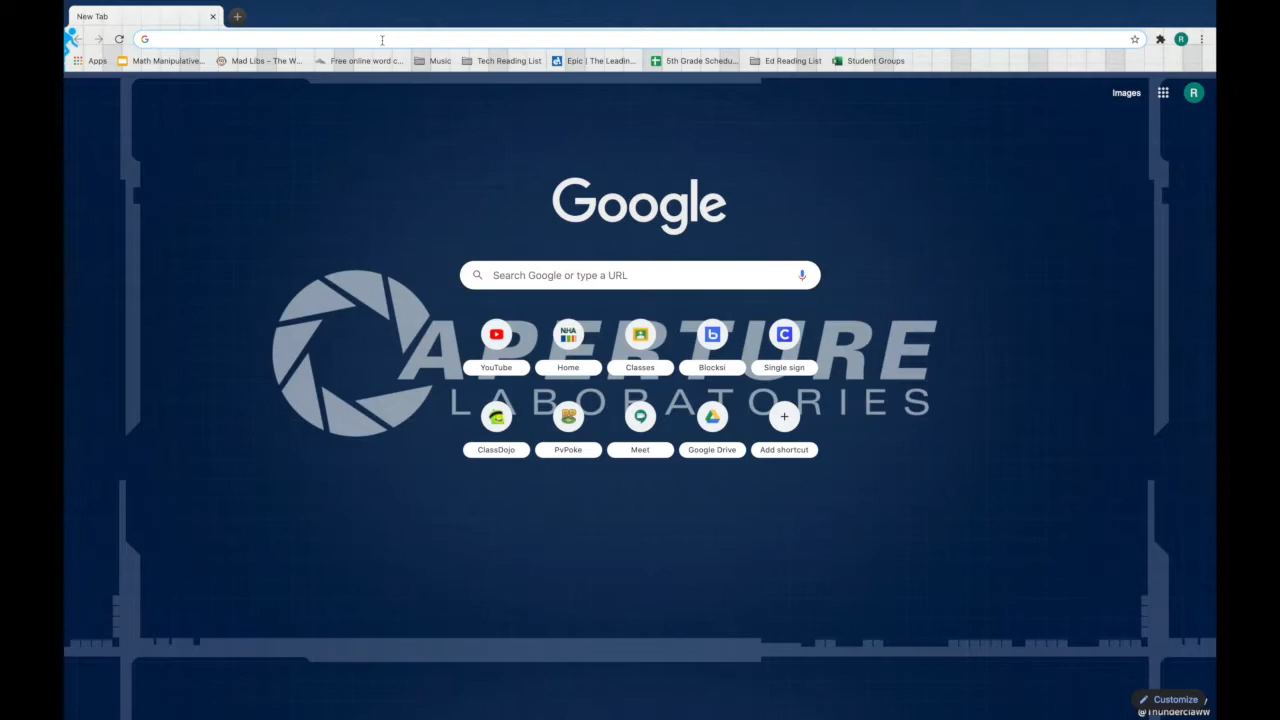 New Tab
Apps
Math Manipulative...
Mad Libs – The W...
Free online word c...
Music
Tech Reading List
Epic | The Leadin...
5th Grade Schedu...
Ed Reading List
Student Groups
Images
R
Google
Search Google or type a URL
APERTURE
LABORATORIES
NHA
YouTube
Home
Classes
Blocksi
Single sign
ClassDojo
PvPoke
Meet
Google Drive
Add shortcut
Customize
@Thunderclaww